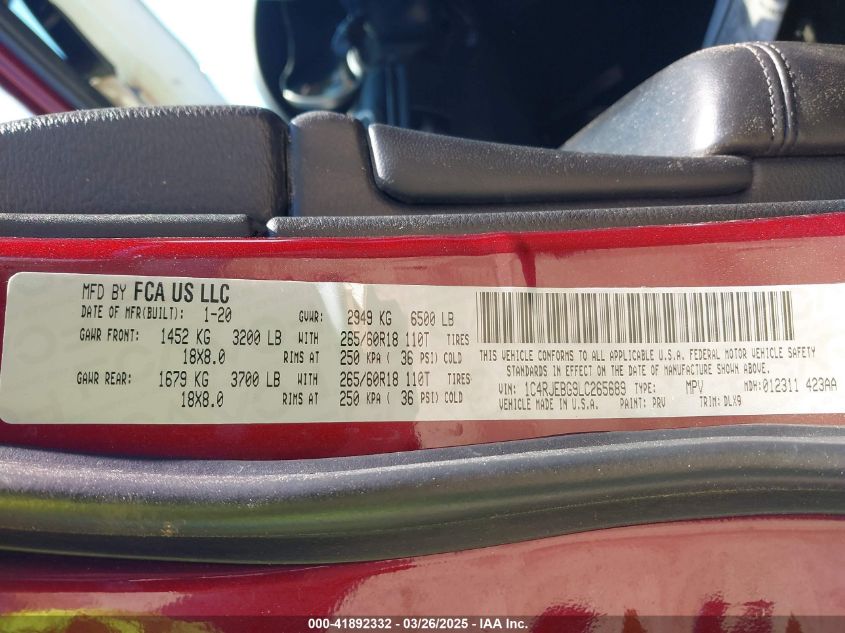 MFD BY FCA US LLC
DATE OF MFR(BUILT): 1-20 GVWR: 2949 KG 6500 LB
GAWR FRONT: 1452 KG 3200 LB WITH 265/60R18 110T TIRES
18X8.0 RIMS AT 250 KPA ( 36 PSI) COLD
GAWR REAR: 1679 KG 3700 LB WITH 265/60R18 110T TIRES
18X8.0 RIMS AT 250 KPA ( 36 PSI) COLD
THIS VEHICLE CONFORMS TO ALL APPLICABLE U.S.A. FEDERAL MOTOR VEHICLE SAFETY
STANDARDS IN EFFECT ON THE DATE OF MANUFACTURE SHOWN ABOVE.
VIN: 1C4RJEBG9LC265689 TYPE: MPV MDH: 012311 423AA
VEHICLE MADE IN U.S.A. PAINT: PRV TRIM: DLX9
000-41892332 - 03/26/2025 - IAA Inc.